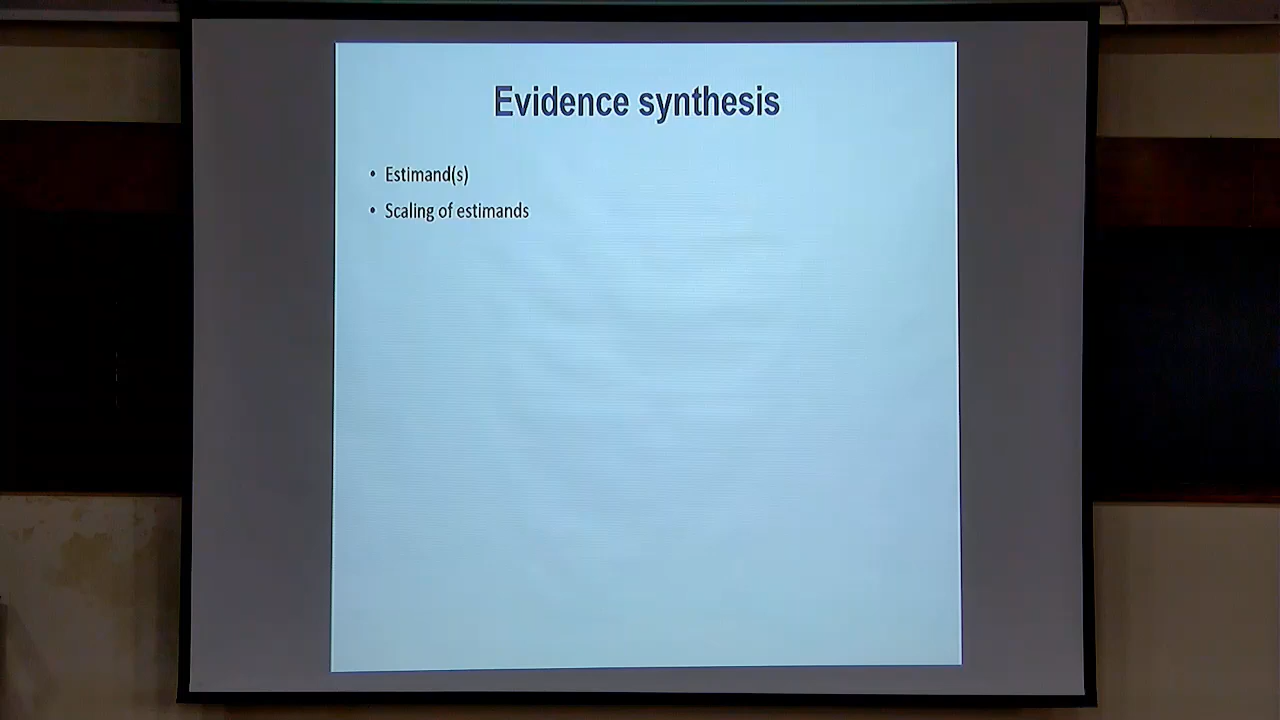 Evidence synthesis
• Estimand(s)
• Scaling of estimands